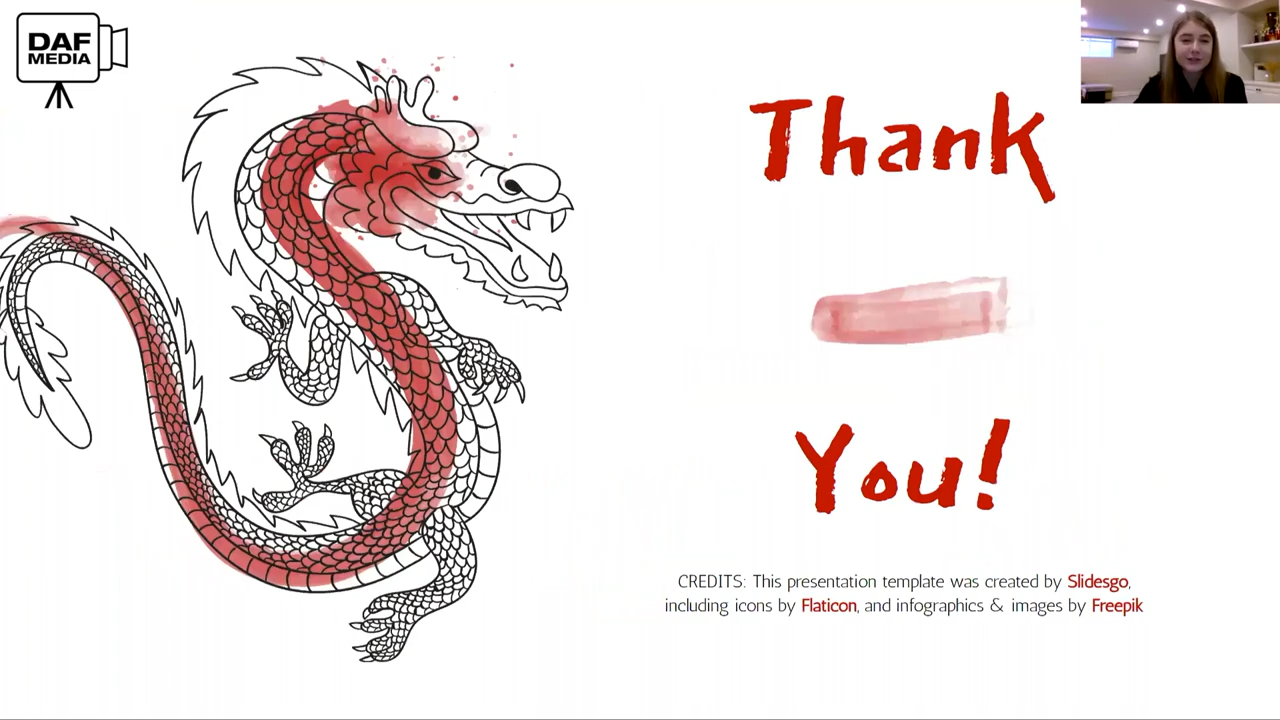 DAF
MEDIA
Thank
You!
CREDITS: This presentation template was created by Slidesgo,
including icons by Flaticon, and infographics & images by Freepik